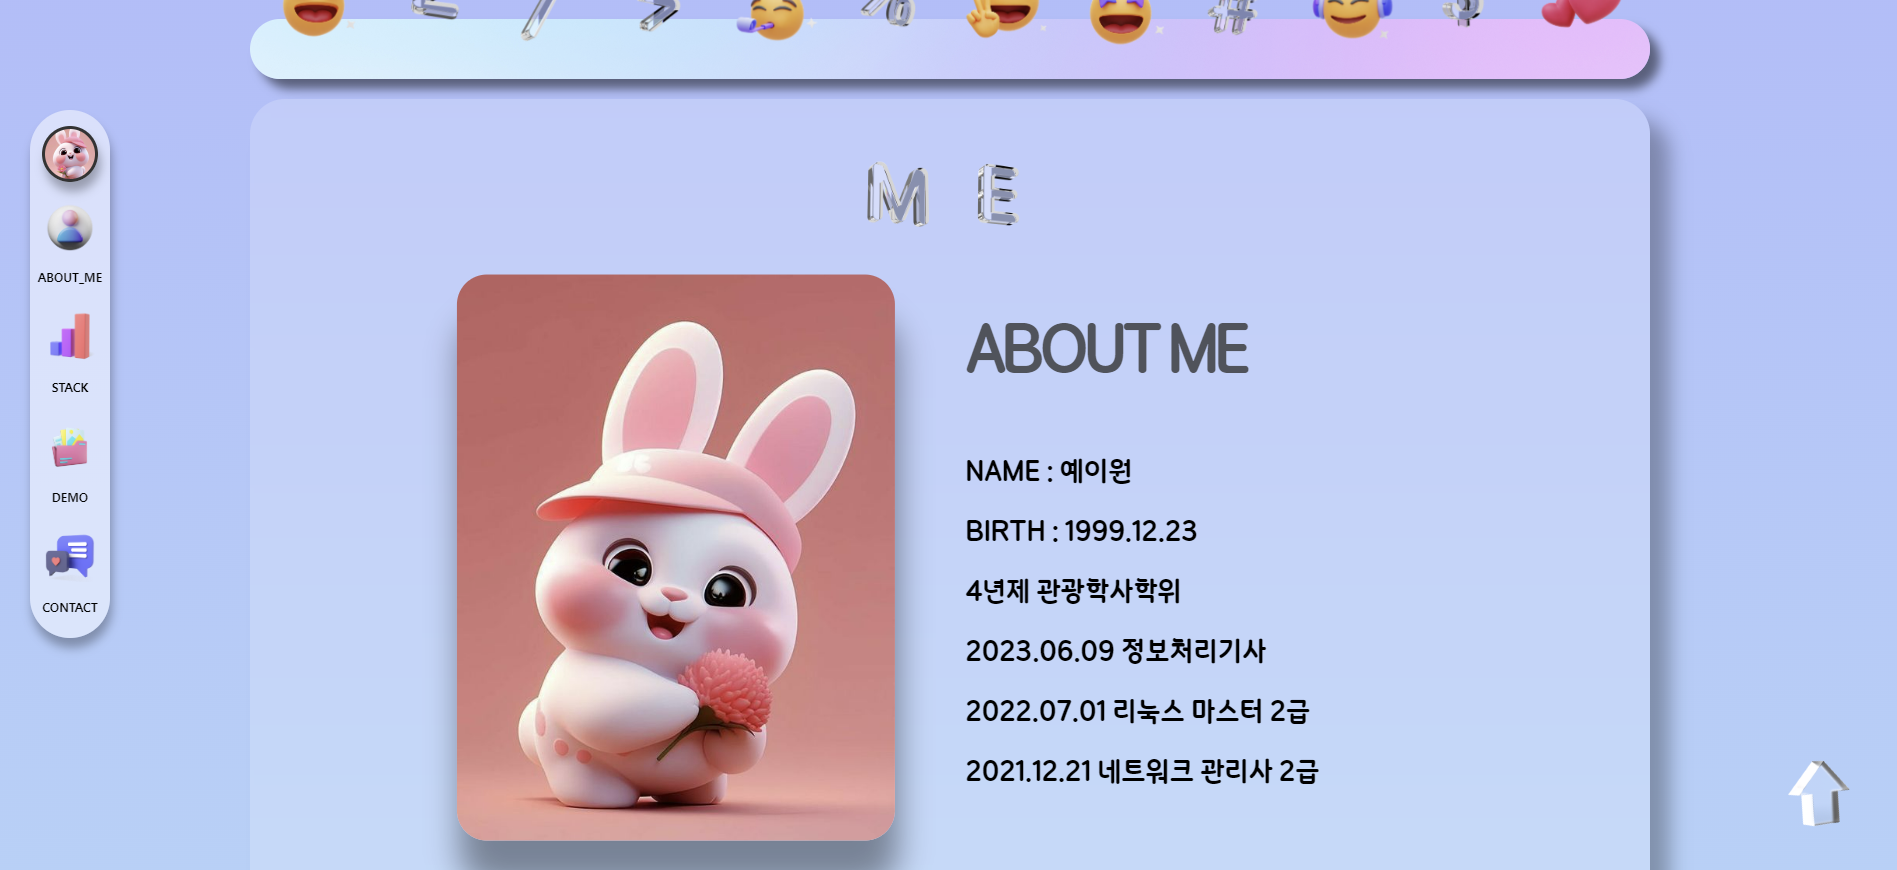 M E
ABOUT_ME
STACK
DEMO
CONTACT
ABOUT ME
NAME : 예이원
BIRTH : 1999.12.23
4년제 관광학사학위
2023.06.09 정보처리기사
2022.07.01 리눅스 마스터 2급
2021.12.21 네트워크 관리사 2급